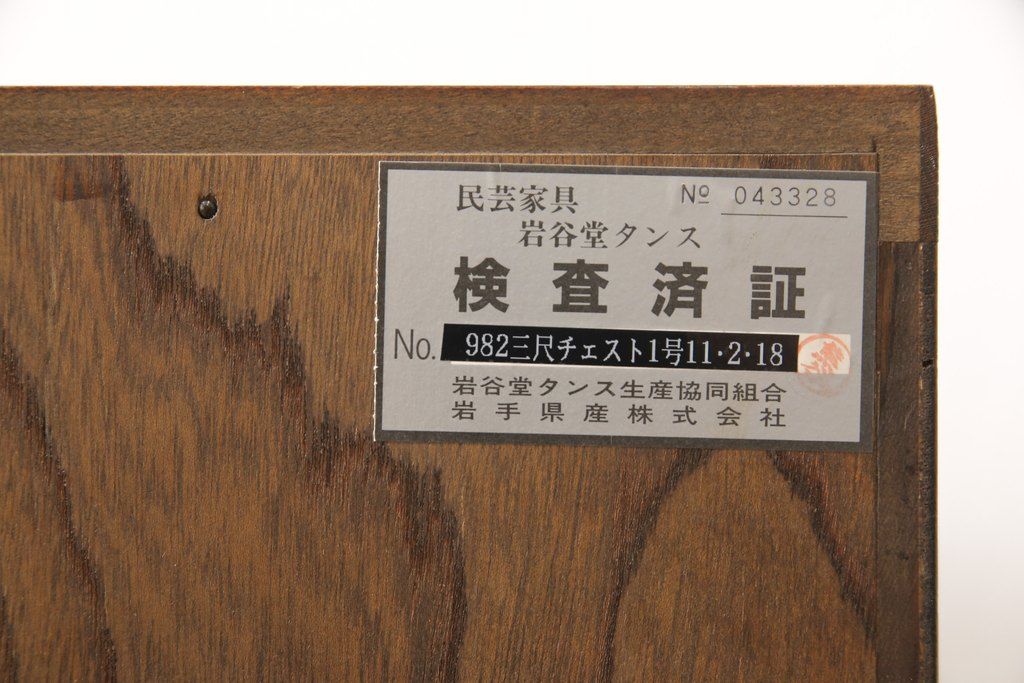 民芸家具 № 043328
岩谷堂タンス
検査済証
No. 982三尺チェスト1号11・2・18
岩谷堂タンス生産協同組合
岩手県産株式会社